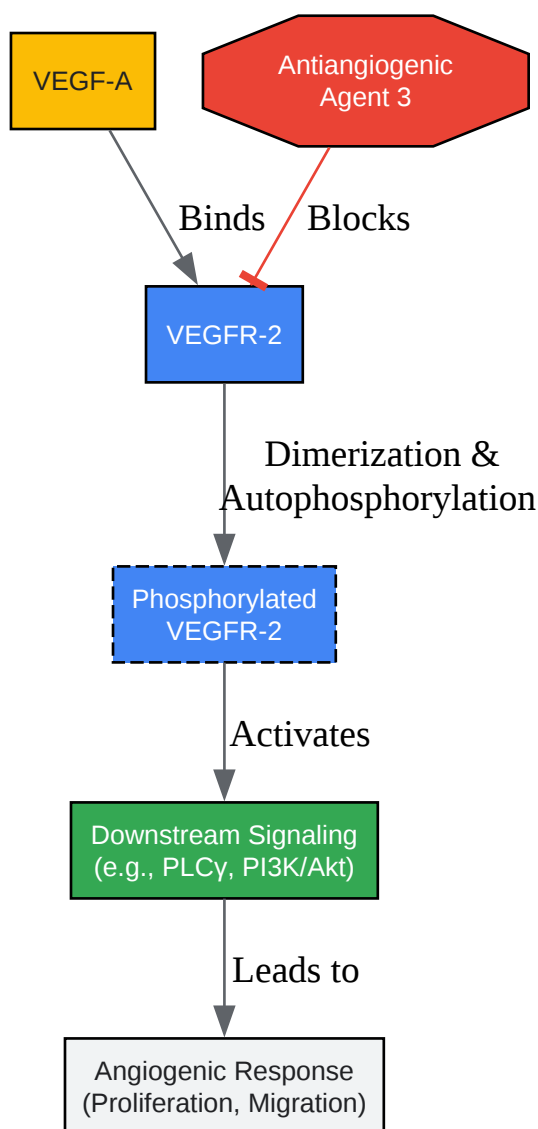 VEGF-A
Antiangiogenic
Agent 3
Binds
Blocks
VEGFR-2
Dimerization &
Autophosphorylation
Phosphorylated
VEGFR-2
Activates
Downstream Signaling
(e.g., PLCγ, PI3K/Akt)
Leads to
Angiogenic Response
(Proliferation, Migration)